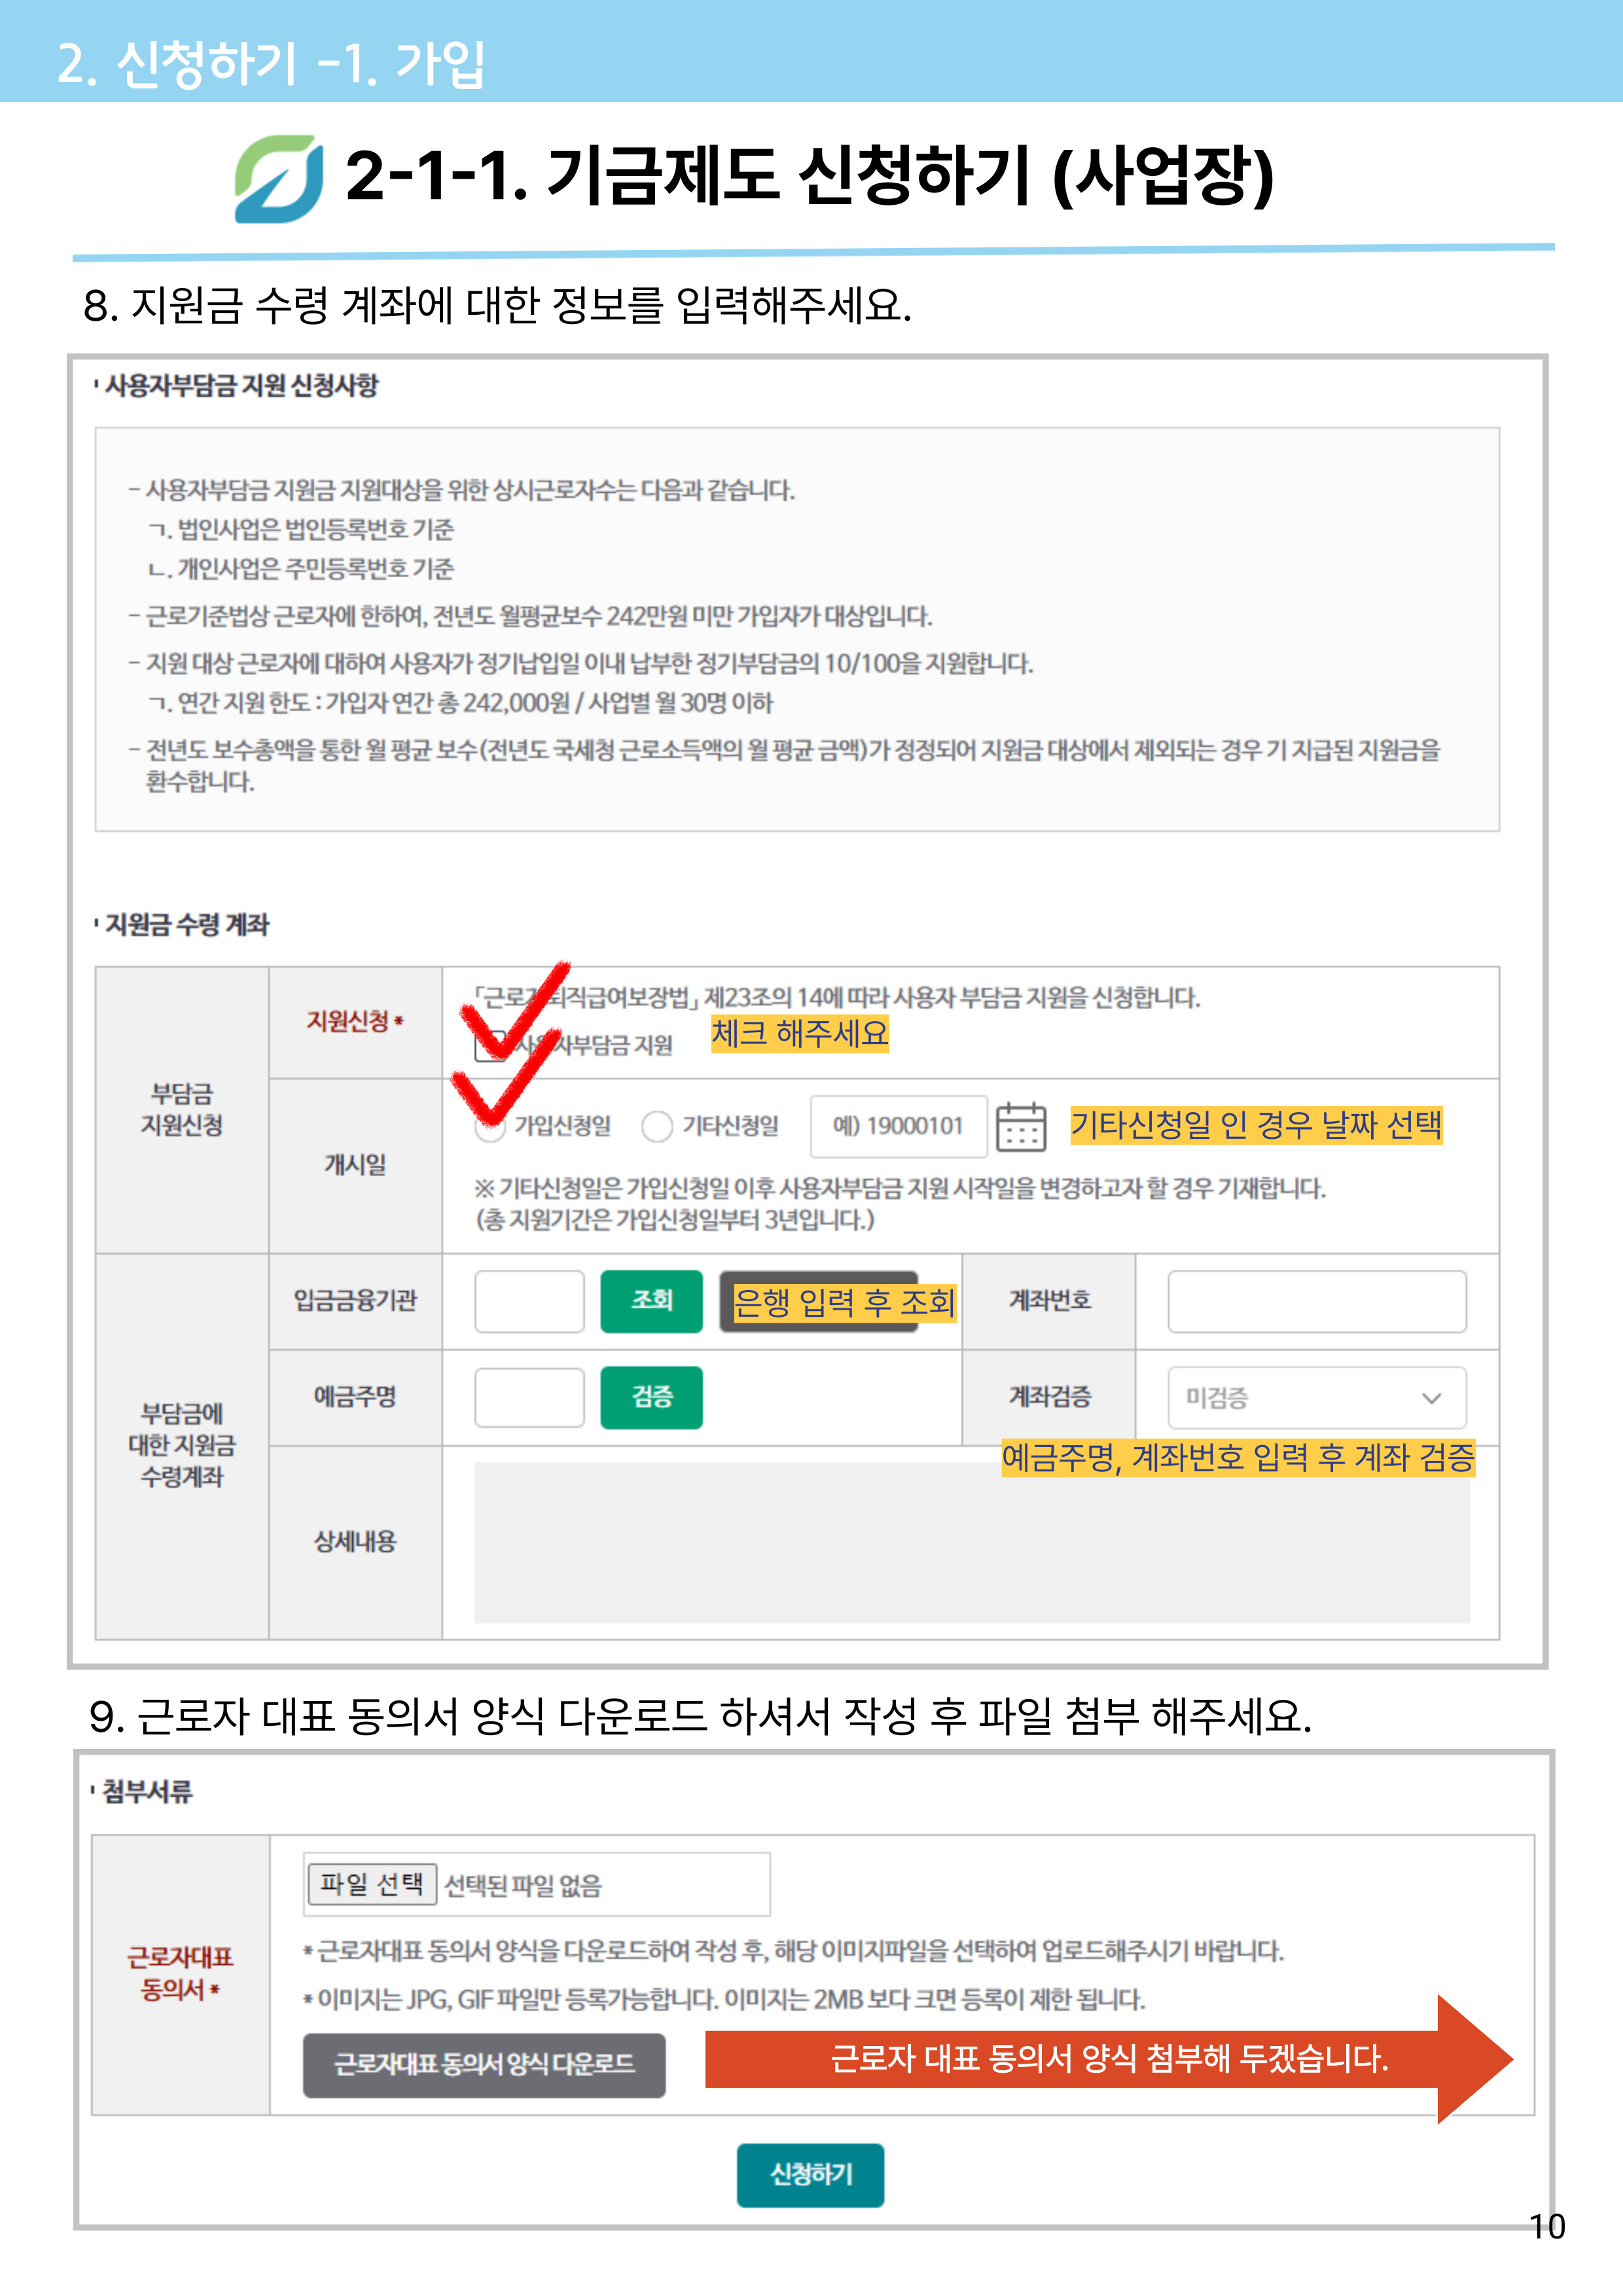 2. 신청하기 -1. 가입
2-1-1. 기금제도 신청하기 (사업장)
8. 지원금 수령 계좌에 대한 정보를 입력해주세요.
사용자부담금 지원 신청사항
- 사용자부담금 지원금 지원대상을 위한 상시근로자수는 다음과 같습니다.
ㄱ. 법인사업은 법인등록번호 기준
ㄴ. 개인사업은 주민등록번호 기준
- 근로기준법상 근로자에 한하여, 전년도 월평균보수 242만원 미만 가입자가 대상입니다.
- 지원 대상 근로자에 대하여 사용자가 정기납입일 이내 납부한 정기부담금의 10/100을 지원합니다.
ㄱ. 연간 지원 한도 : 가입자 연간 총 242,000원 / 사업별 월 30명 이하
- 전년도 보수총액을 통한 월 평균 보수(전년도 국세청 근로소득액의 월 평균 금액)가 정정되어 지원금 대상에서 제외되는 경우 기 지급된 지원금을
환수합니다.
지원금 수령 계좌
부담금
지원신청
지원신청 *
「근로자퇴직급여보장법」 제23조의 14에 따라 사용자 부담금 지원을 신청합니다.
사용자부담금 지원
체크 해주세요
개시일
가입신청일 기타신청일 예) 19000101 기타신청일 인 경우 날짜 선택
※ 기타신청일은 가입신청일 이후 사용자부담금 지원 시작일을 변경하고자 할 경우 기재합니다.
(총 지원기간은 가입신청일부터 3년입니다.)
부담금에
대한 지원금
수령계좌
입금금융기관 조회 은행 입력 후 조회 계좌번호
예금주명 검증 계좌검증 미검증
예금주명, 계좌번호 입력 후 계좌 검증
상세내용
9. 근로자 대표 동의서 양식 다운로드 하셔서 작성 후 파일 첨부 해주세요.
첨부서류
근로자대표
동의서 *
파일 선택 선택된 파일 없음
* 근로자대표 동의서 양식을 다운로드하여 작성 후, 해당 이미지파일을 선택하여 업로드해주시기 바랍니다.
* 이미지는 JPG, GIF 파일만 등록가능합니다. 이미지는 2MB 보다 크면 등록이 제한 됩니다.
근로자대표 동의서 양식 다운로드
근로자 대표 동의서 양식 첨부해 두겠습니다.
신청하기
10